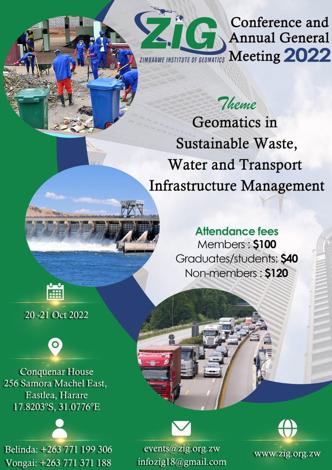 ZiG
ZIMBABWE INSTITUTE OF GEOMATICS
Conference and
Annual General
Meeting 2022
Theme
Geomatics in
Sustainable Waste,
Water and Transport
Infrastructure Management
Attendance fees
Members : $100
Graduates/students: $40
Non-members : $120
20 -21 Oct 2022
Conquenar House
256 Samora Machel East,
Eastlea, Harare
17.8203°S, 31.0776°E
Belinda: +263 771 199 306
Vongai: +263 771 371 188
events@zig.org.zw
infozig18@gmail.com
www.zig.org.zw